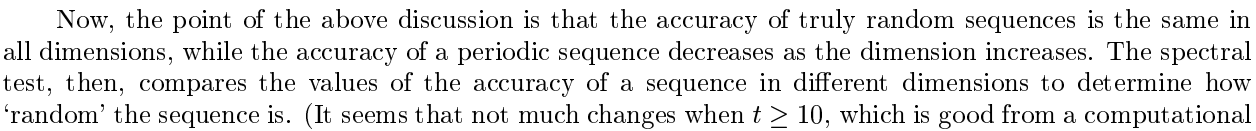 Now, the point of the above discussion is that the accuracy of truly random sequences is the same in
all dimensions, while the accuracy of a periodic sequence decreases as the dimension increases. The spectral
test, then, compares the values of the accuracy of a sequence in different dimensions to determine how
‘random’ the sequence is. (It seems that not much changes when t ≥ 10, which is good from a computational